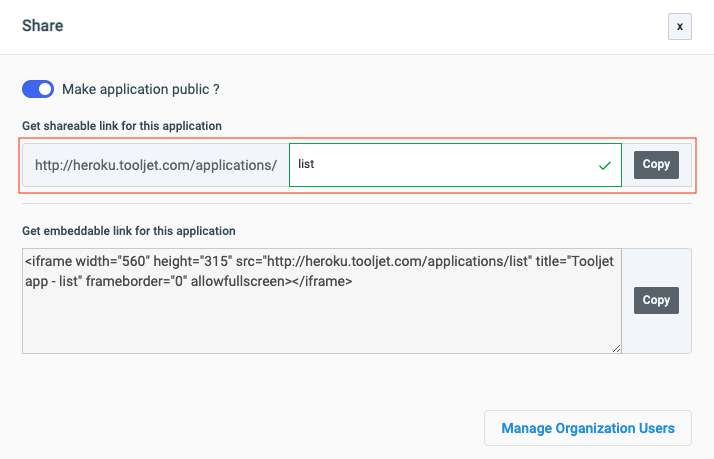 Share
x
Make application public ?
Get shareable link for this application
http://heroku.tooljet.com/applications/ list Copy
Get embeddable link for this application
<iframe width="560" height="315" src="http://heroku.tooljet.com/applications/list" title="Tooljet
app - list" frameborder="0" allowfullscreen></iframe>
Copy
Manage Organization Users